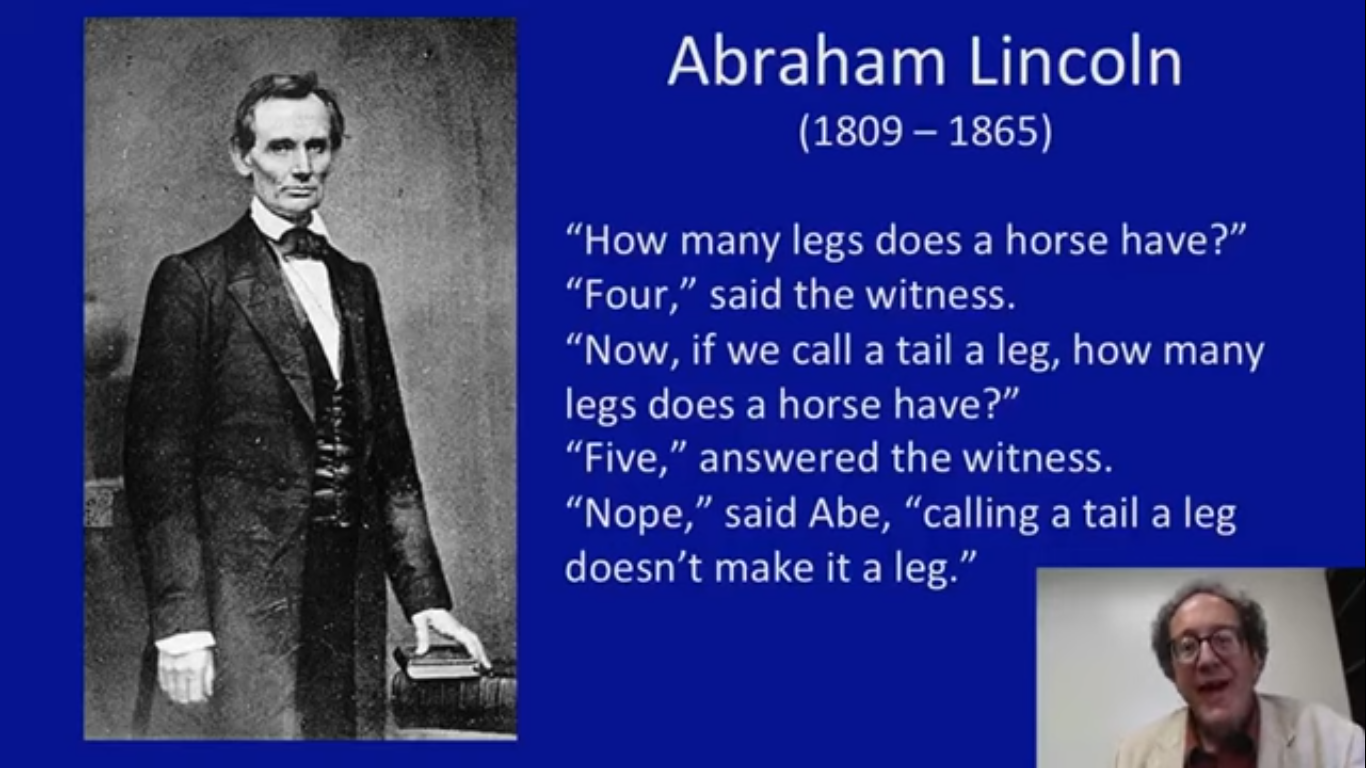 Abraham Lincoln
(1809 – 1865)
“How many legs does a horse have?”
“Four,” said the witness.
“Now, if we call a tail a leg, how many
legs does a horse have?”
“Five,” answered the witness.
“Nope,” said Abe, “calling a tail a leg
doesn’t make it a leg.”